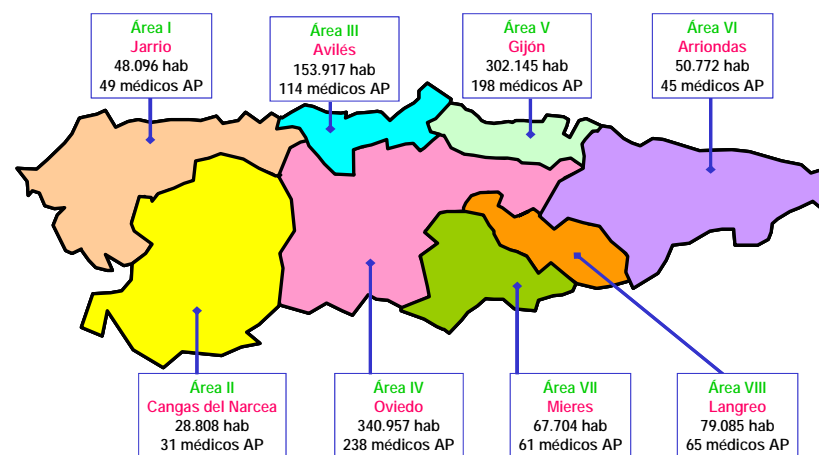 Área I
Jarrio
48.096 hab
49 médicos AP
Área III
Avilés
153.917 hab
114 médicos AP
Área V
Gijón
302.145 hab
198 médicos AP
Área VI
Arriondas
50.772 hab
45 médicos AP
Área II
Cangas del Narcea
28.808 hab
31 médicos AP
Área IV
Oviedo
340.957 hab
238 médicos AP
Área VII
Mieres
67.704 hab
61 médicos AP
Área VIII
Langreo
79.085 hab
65 médicos AP